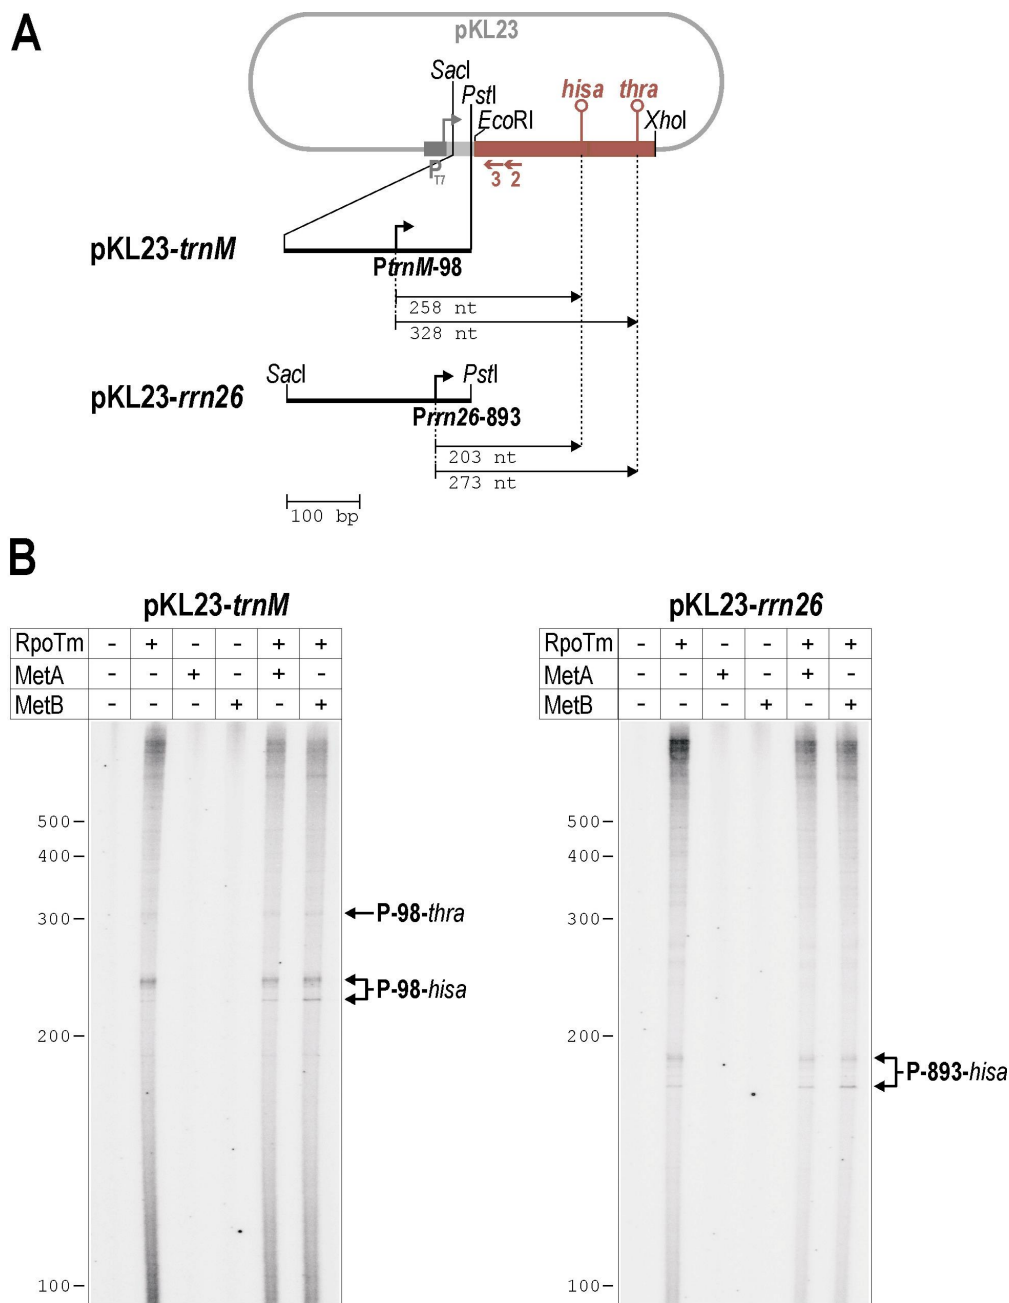 A
pKL23
SacI
PstI
hisa
thra
EcoRI
XhoI
PT7
3 2
pKL23-trnM
PtrnM-98
258 nt
328 nt
SacI
PstI
pKL23-rrn26
Prrn26-893
203 nt
273 nt
100 bp
B
pKL23-trnM
RpoTm - + - - + +
MetA - - + - + -
MetB - - - + - +
500
400
300
200
100
P-98-thra
P-98-hisa
pKL23-rrn26
RpoTm - + - - + +
MetA - - + - + -
MetB - - - + - +
500
400
300
200
100
P-893-hisa